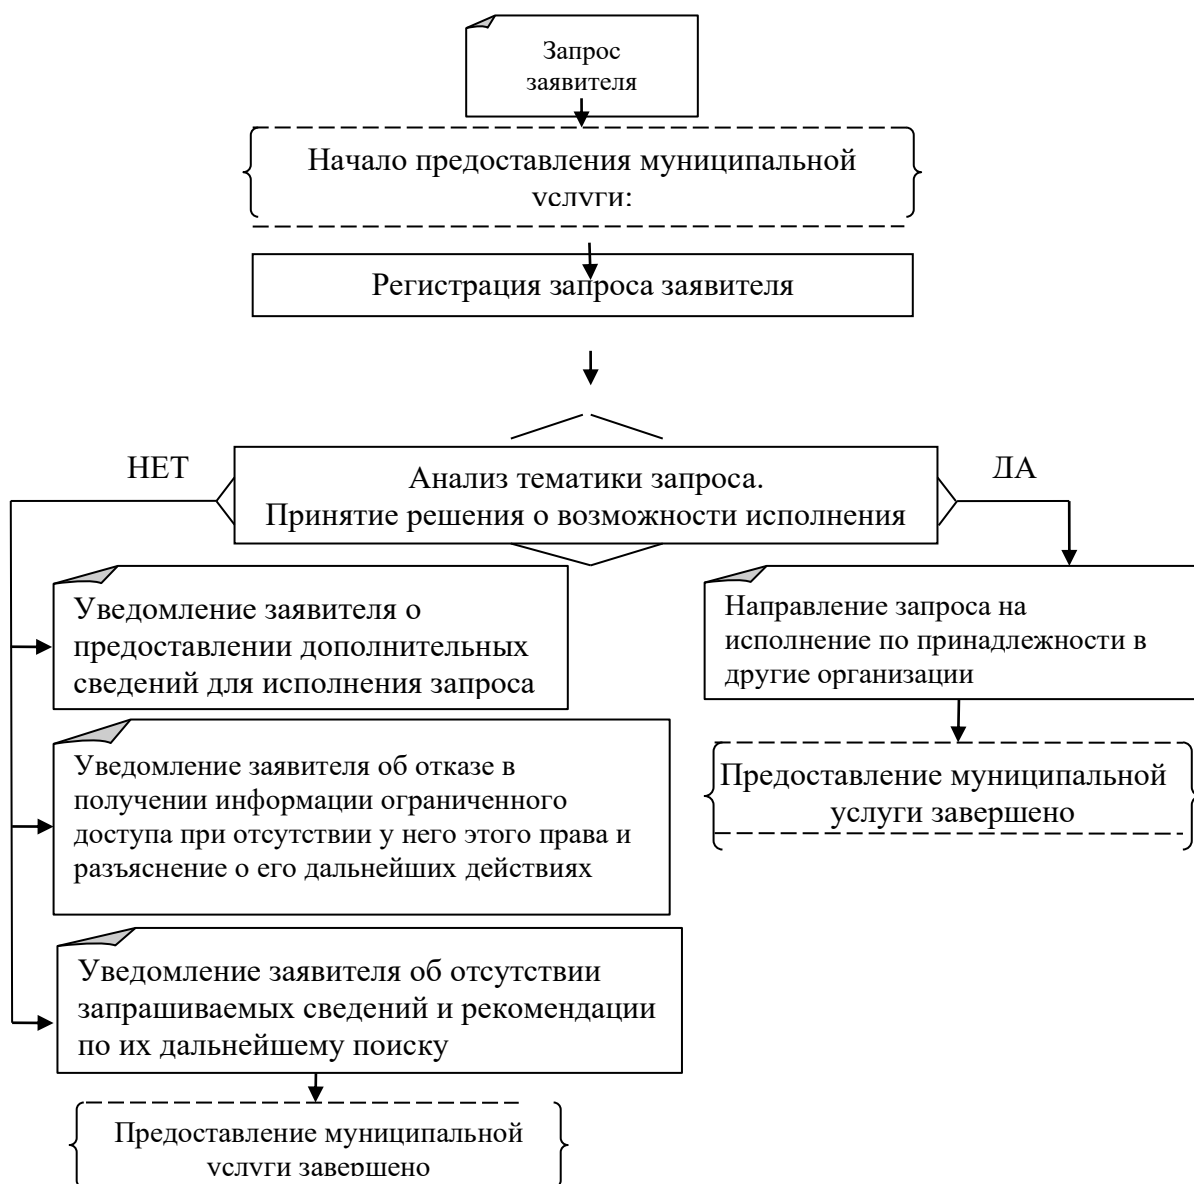 Запрос
заявителя
Начало предоставления муниципальной
услуги:
Регистрация запроса заявителя
НЕТ
ДА
Анализ тематики запроса.
Принятие решения о возможности исполнения
Уведомление заявителя о
предоставлении дополнительных
сведений для исполнения запроса
Направление запроса на
исполнение по принадлежности в
другие организации
Уведомление заявителя об отказе в
получении информации ограниченного
доступа при отсутствии у него этого права и
разъяснение о его дальнейших действиях
Предоставление муниципальной
услуги завершено
Уведомление заявителя об отсутствии
запрашиваемых сведений и рекомендации
по их дальнейшему поиску
Предоставление муниципальной
услуги завершено